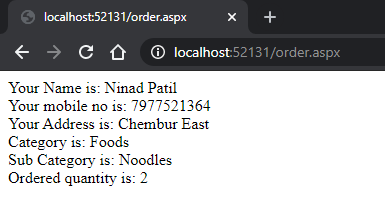 localhost:52131/order.aspx
localhost:52131/order.aspx
Your Name is: Ninad Patil
Your mobile no is: 7977521364
Your Address is: Chembur East
Category is: Foods
Sub Category is: Noodles
Ordered quantity is: 2